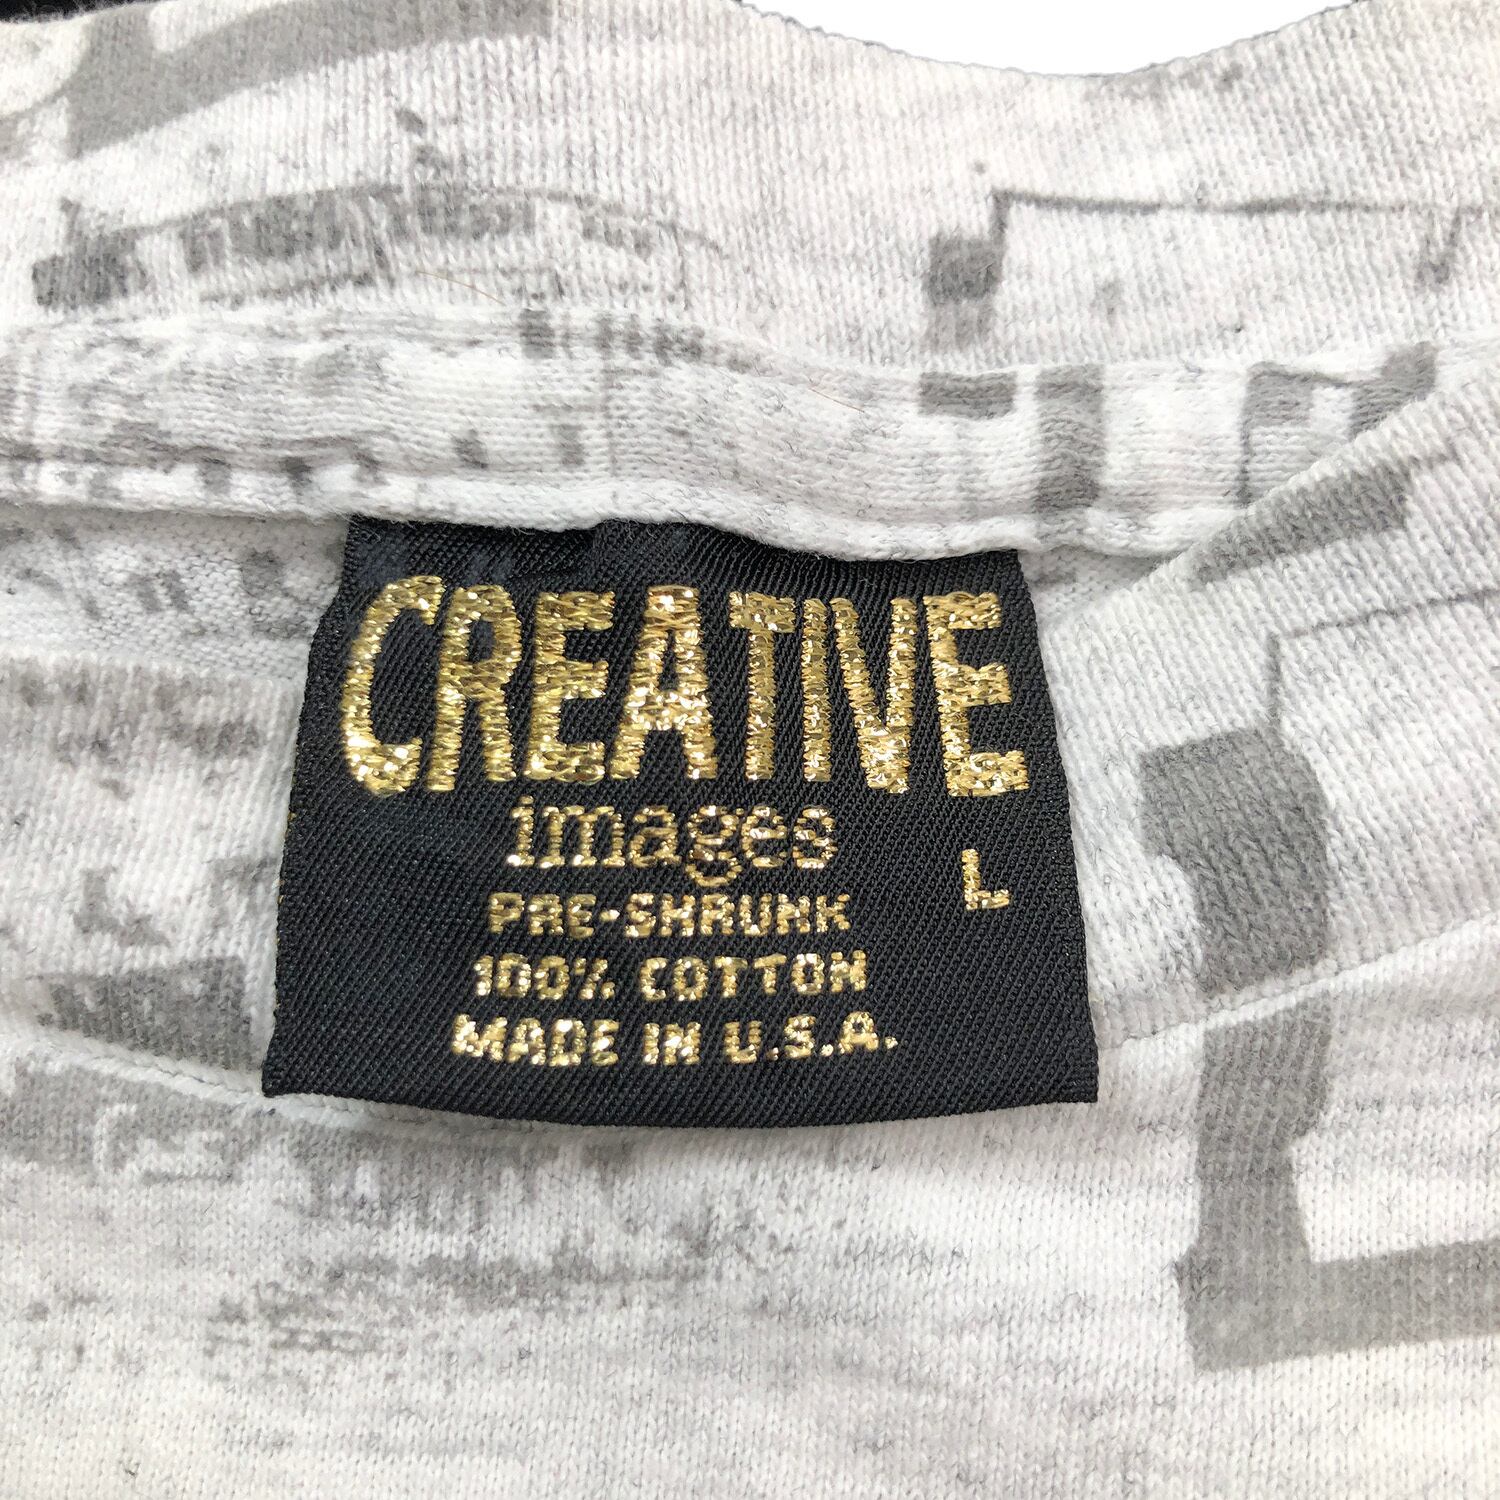 CREATIVE
images
L
PRE-SHRUNK
100% COTTON
MADE IN U.S.A.